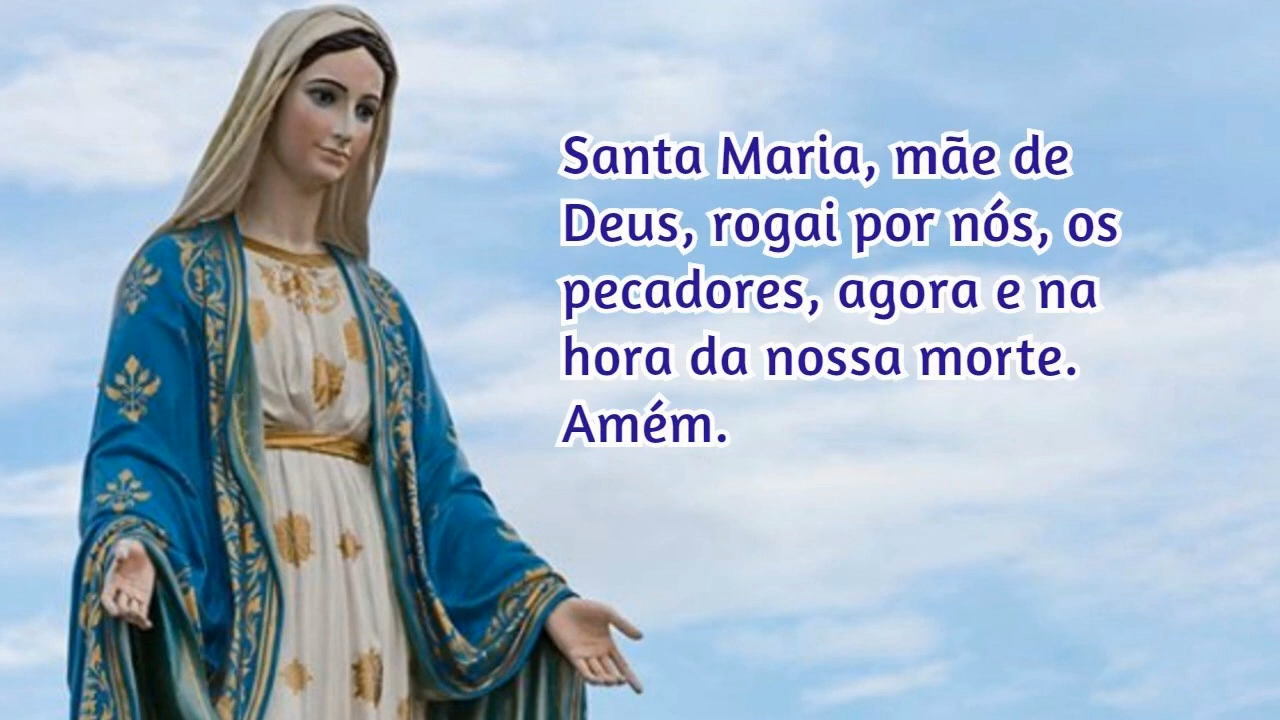 Santa Maria, mãe de
Deus, rogai por nós, os
pecadores, agora e na
hora da nossa morte.
Amém.